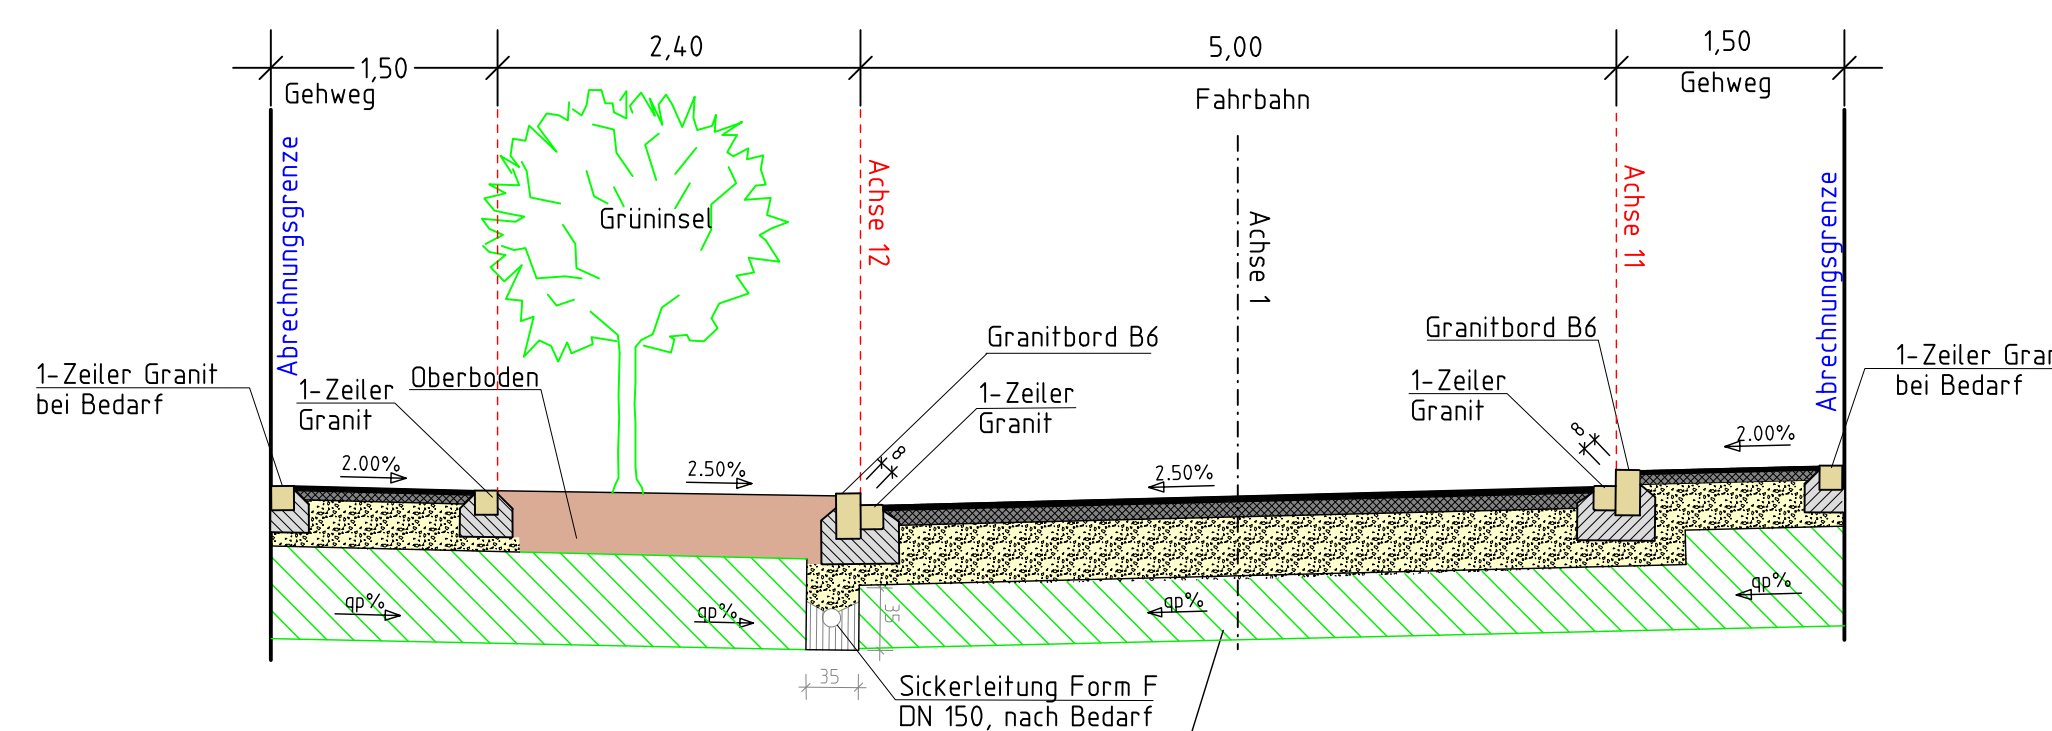 1,50
2,40
5,00
1,50
Gehweg
Fahrbahn
Gehweg
Abrechnungsgrenze
Grüninsel
Achse 12
Achse 1
Achse 11
Abrechnungsgrenze
1-Zeiler Granit
bei Bedarf
1-Zeiler
Granit
Oberboden
Granitbord B6
1-Zeiler
Granit
Granitbord B6
1-Zeiler
Granit
1-Zeiler Gran
bei Bedarf
2.00%
2.50%
8
2.50%
8
2.00%
qp%
qp%
35
qp%
qp%
35
Sickerleitung Form F
DN 150, nach Bedarf